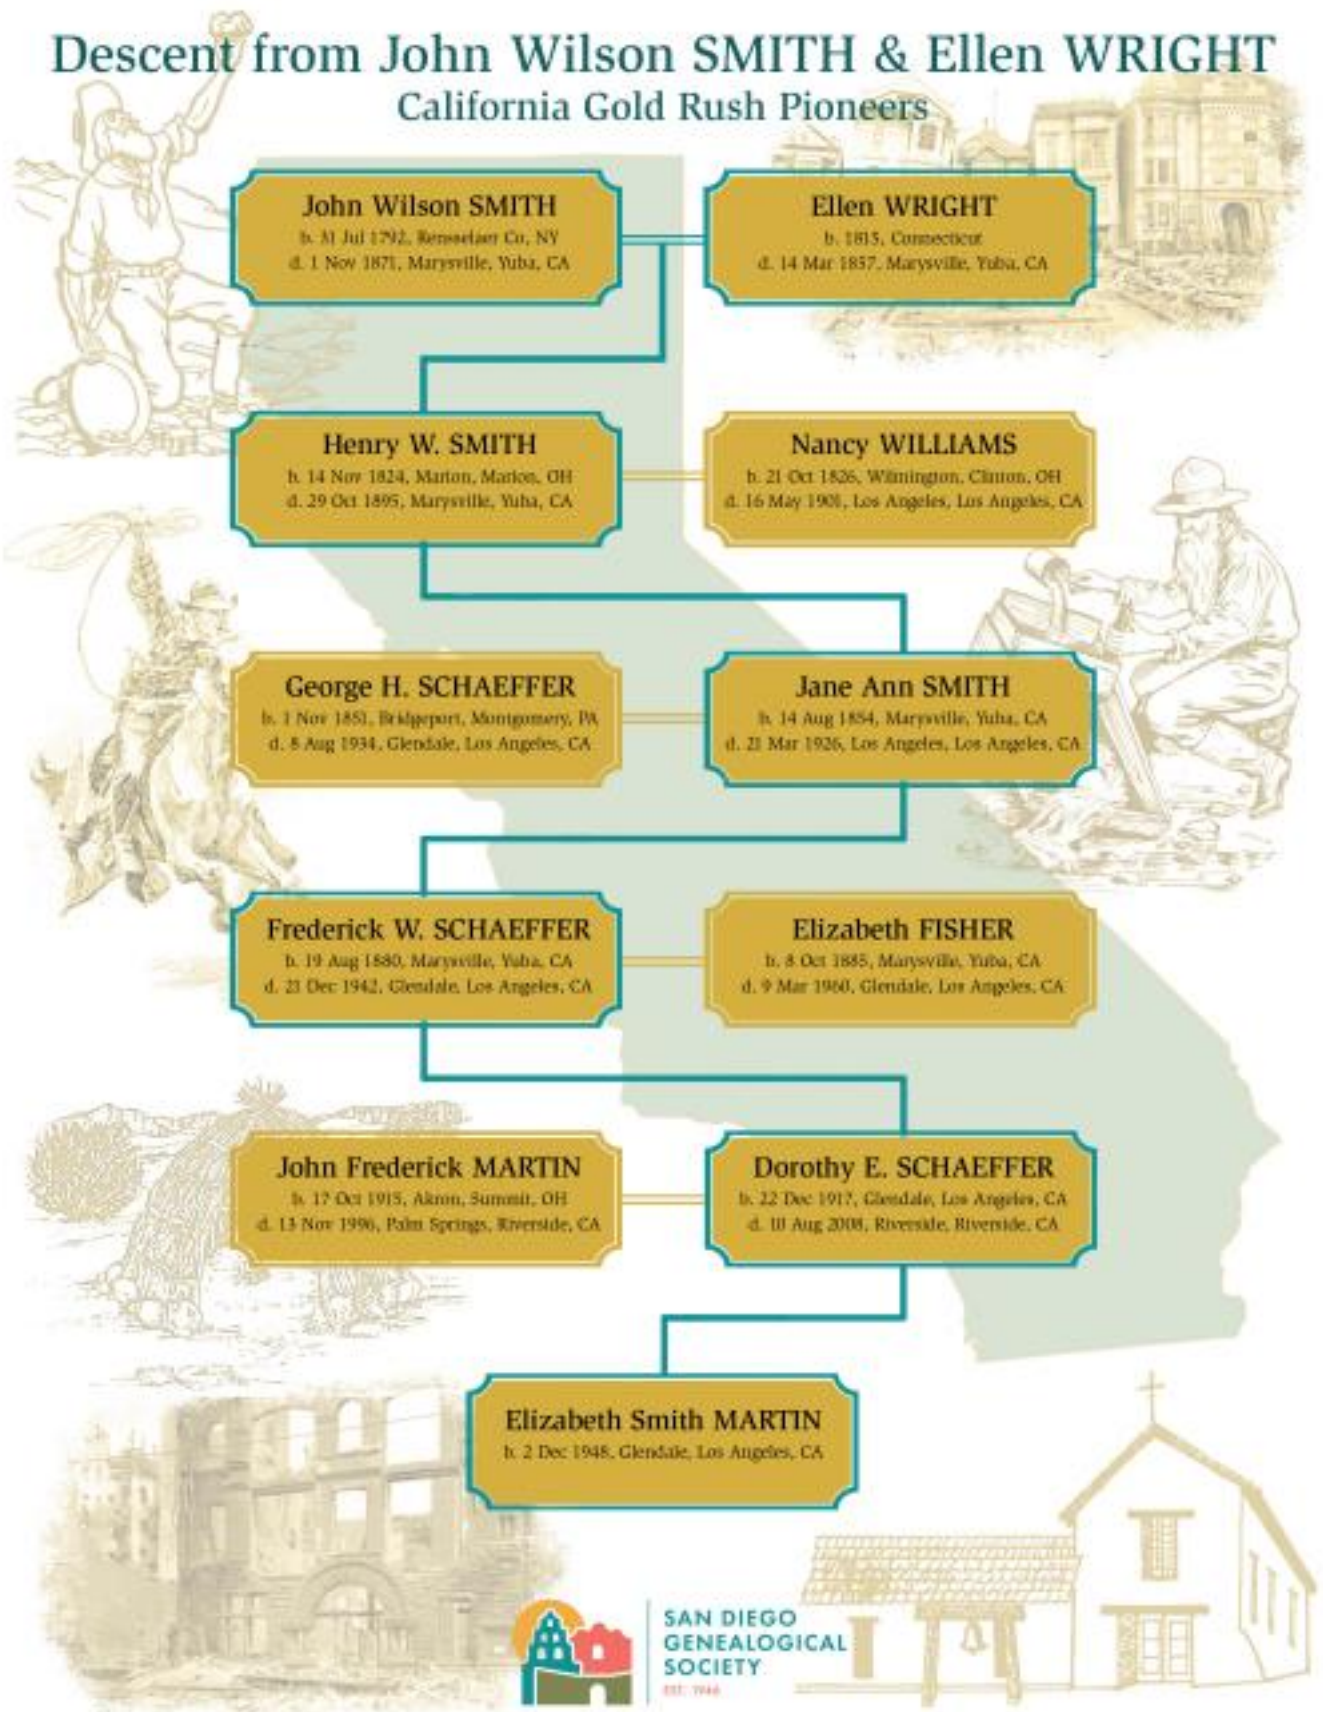 Descent from John Wilson SMITH & Ellen WRIGHT
California Gold Rush Pioneers
John Wilson SMITH
b. 31 Jul 1792, Rensselaer Co, NY
d. 1 Nov 1871, Marysville, Yuba, CA
Ellen WRIGHT
b. 1815, Connecticut
d. 14 Mar 1857, Marysville, Yuba, CA
Henry W. SMITH
b. 14 Nov 1824, Marion, Marion, OH
d. 29 Oct 1895, Marysville, Yuba, CA
Nancy WILLIAMS
b. 21 Oct 1826, Wilmington, Clinton, OH
d. 16 May 1901, Los Angeles, Los Angeles, CA
George H. SCHAEFFER
b. 1 Nov 1851, Bridgeport, Montgomery, PA
d. 8 Aug 1934, Glendale, Los Angeles, CA
Jane Ann SMITH
b. 14 Aug 1854, Marysville, Yuba, CA
d. 21 Mar 1926, Los Angeles, Los Angeles, CA
Frederick W. SCHAEFFER
b. 19 Aug 1880, Marysville, Yuba, CA
d. 21 Dec 1942, Glendale, Los Angeles, CA
Elizabeth FISHER
b. 8 Oct 1885, Marysville, Yuba, CA
d. 9 Mar 1960, Glendale, Los Angeles, CA
John Frederick MARTIN
b. 17 Oct 1915, Akron, Summit, OH
d. 13 Nov 1996, Palm Springs, Riverside, CA
Dorothy E. SCHAEFFER
b. 22 Dec 1917, Glendale, Los Angeles, CA
d. 10 Aug 2008, Riverside, Riverside, CA
Elizabeth Smith MARTIN
b. 2 Dec 1948, Glendale, Los Angeles, CA
SAN DIEGO
GENEALOGICAL
SOCIETY
EST. 1946